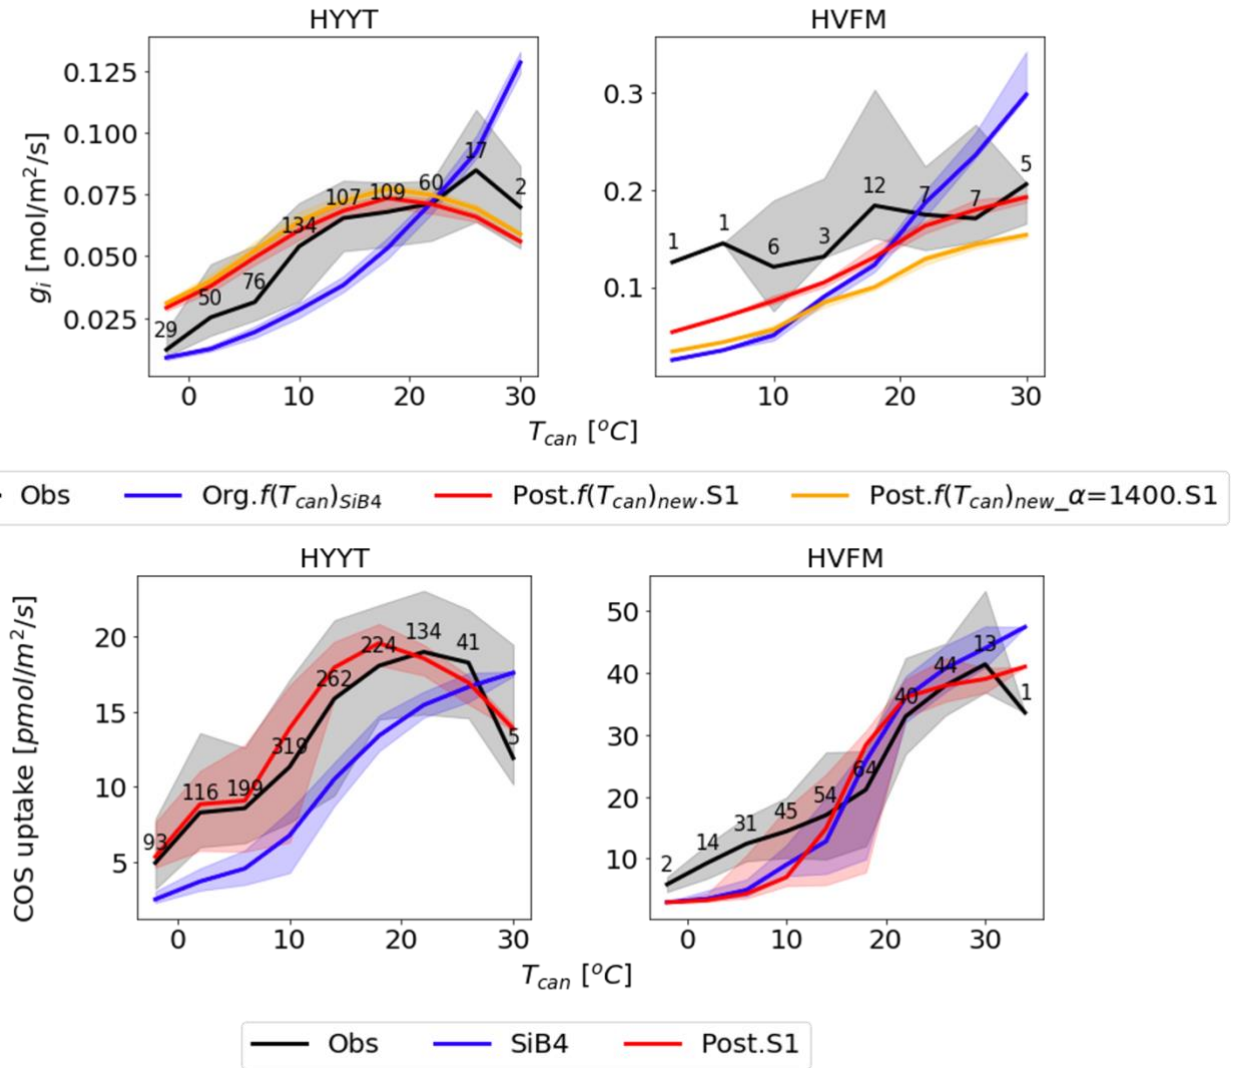 HYYT HVFM
0.125
0.100
0.075
0.050
0.025
g_i [mol/m²/s]
29 50 76 134 107 109 60 17 2
0 10 20 30
0.3
0.2
0.1
1 1 6 3 12 7 7 5
10 20 30
T_can [°C]
Obs Org.f(T_can)_SiB4 Post.f(T_can)_new.S1 Post.f(T_can)_new_α=1400.S1
HYYT HVFM
20
15
10
5
COS uptake [pmol/m²/s]
93 116 199 319 262 224 134 41 5
0 10 20 30
50
40
30
20
10
2 14 31 45 54 64 40 44 13 1
0 10 20 30
T_can [°C]
Obs SiB4 Post.S1